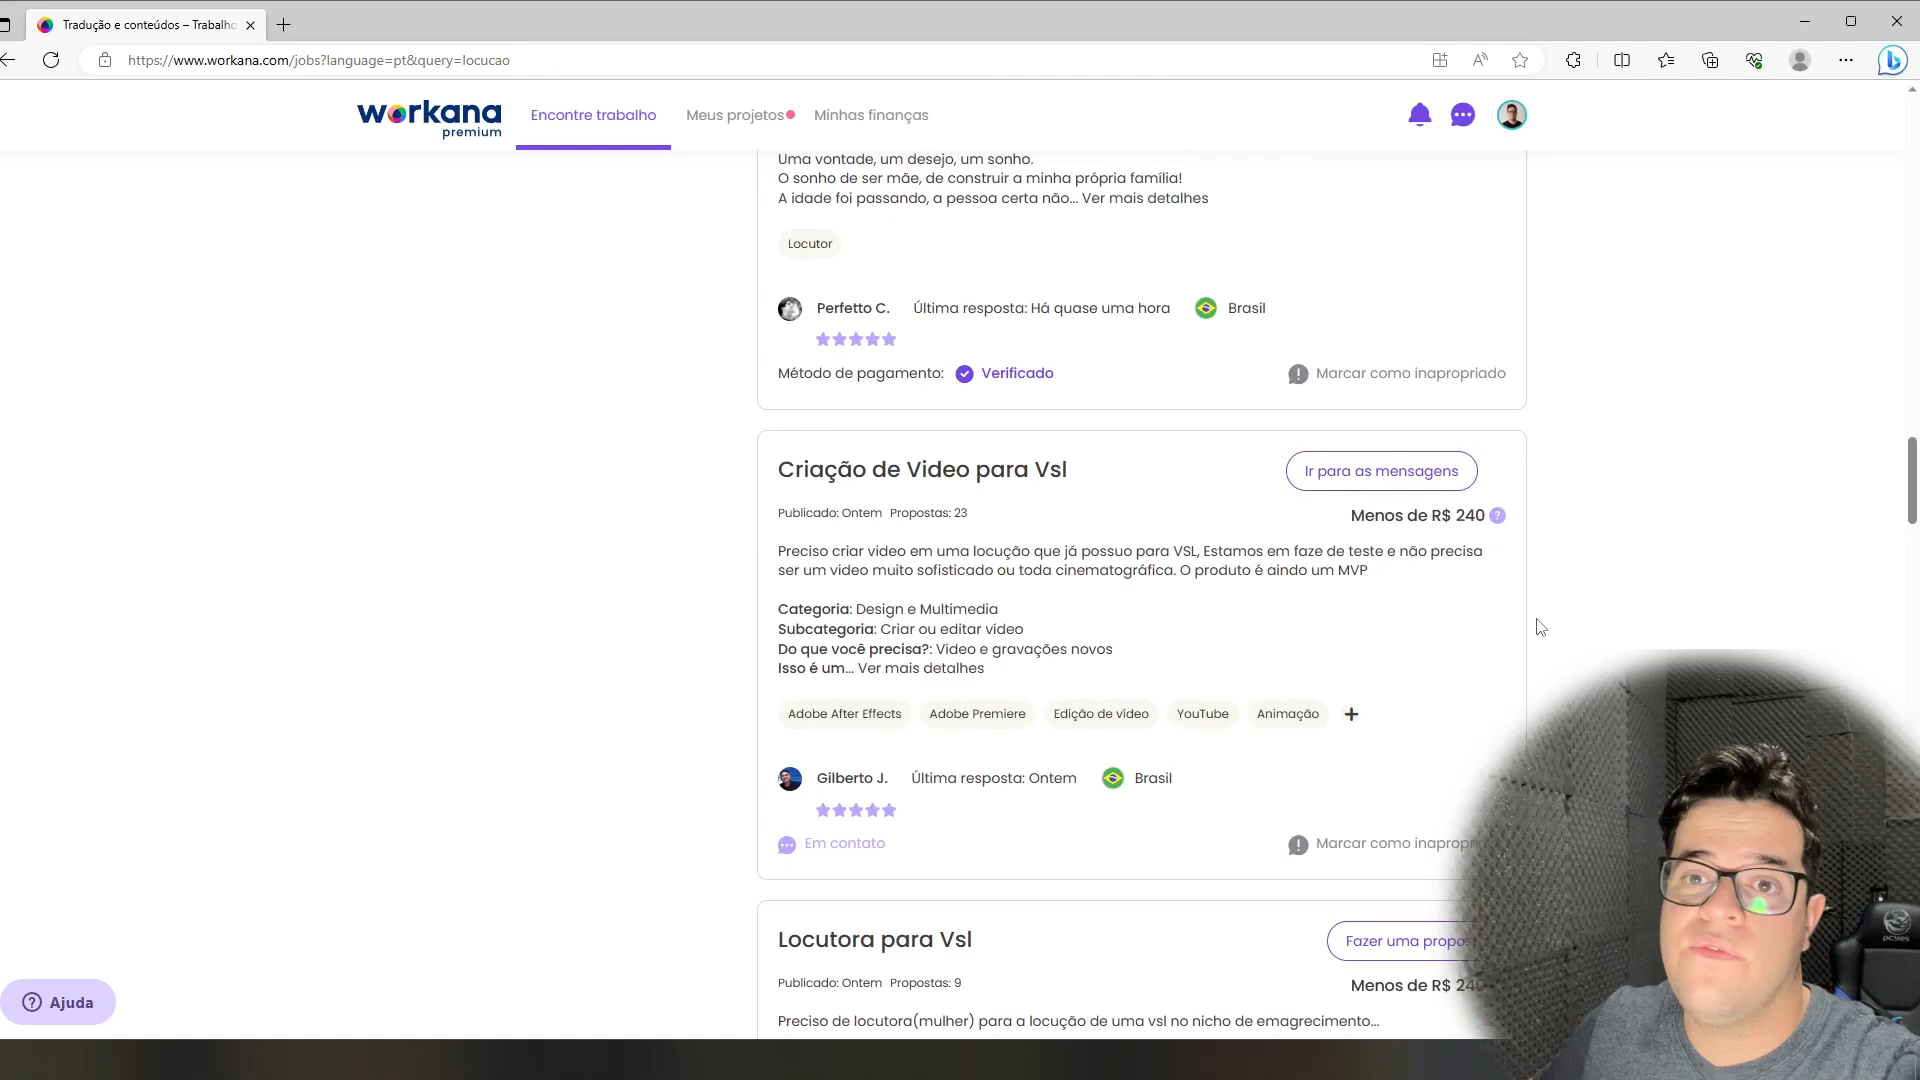 Tradução e conteúdos – Trabalho
https://www.workana.com/jobs?language=pt&query=locucao
workana
premium
Encontre trabalho
Meus projetos
Minhas finanças
Uma vontade, um desejo, um sonho.
O sonho de ser mãe, de construir a minha própria família!
A idade foi passando, a pessoa certa não... Ver mais detalhes
Locutor
Perfetto C. Última resposta: Há quase uma hora Brasil
Método de pagamento: Verificado
Marcar como inapropriado
Criação de Video para Vsl
Ir para as mensagens
Publicado: Ontem Propostas: 23
Menos de R$ 240 ?
Preciso criar video em uma locução que já possuo para VSL, Estamos em faze de teste e não precisa
ser um video muito sofisticado ou toda cinematográfica. O produto é aindo um MVP
Categoria: Design e Multimedia
Subcategoria: Criar ou editar vídeo
Do que você precisa?: Vídeo e gravações novos
Isso é um... Ver mais detalhes
Adobe After Effects Adobe Premiere Edição de vídeo YouTube Animação +
Gilberto J. Última resposta: Ontem Brasil
Em contato
Marcar como inapropri
Locutora para Vsl
Fazer uma propos
Publicado: Ontem Propostas: 9
Menos de R$ 240
Preciso de locutora(mulher) para a locução de uma vsl no nicho de emagrecimento...
? Ajuda
PCYES